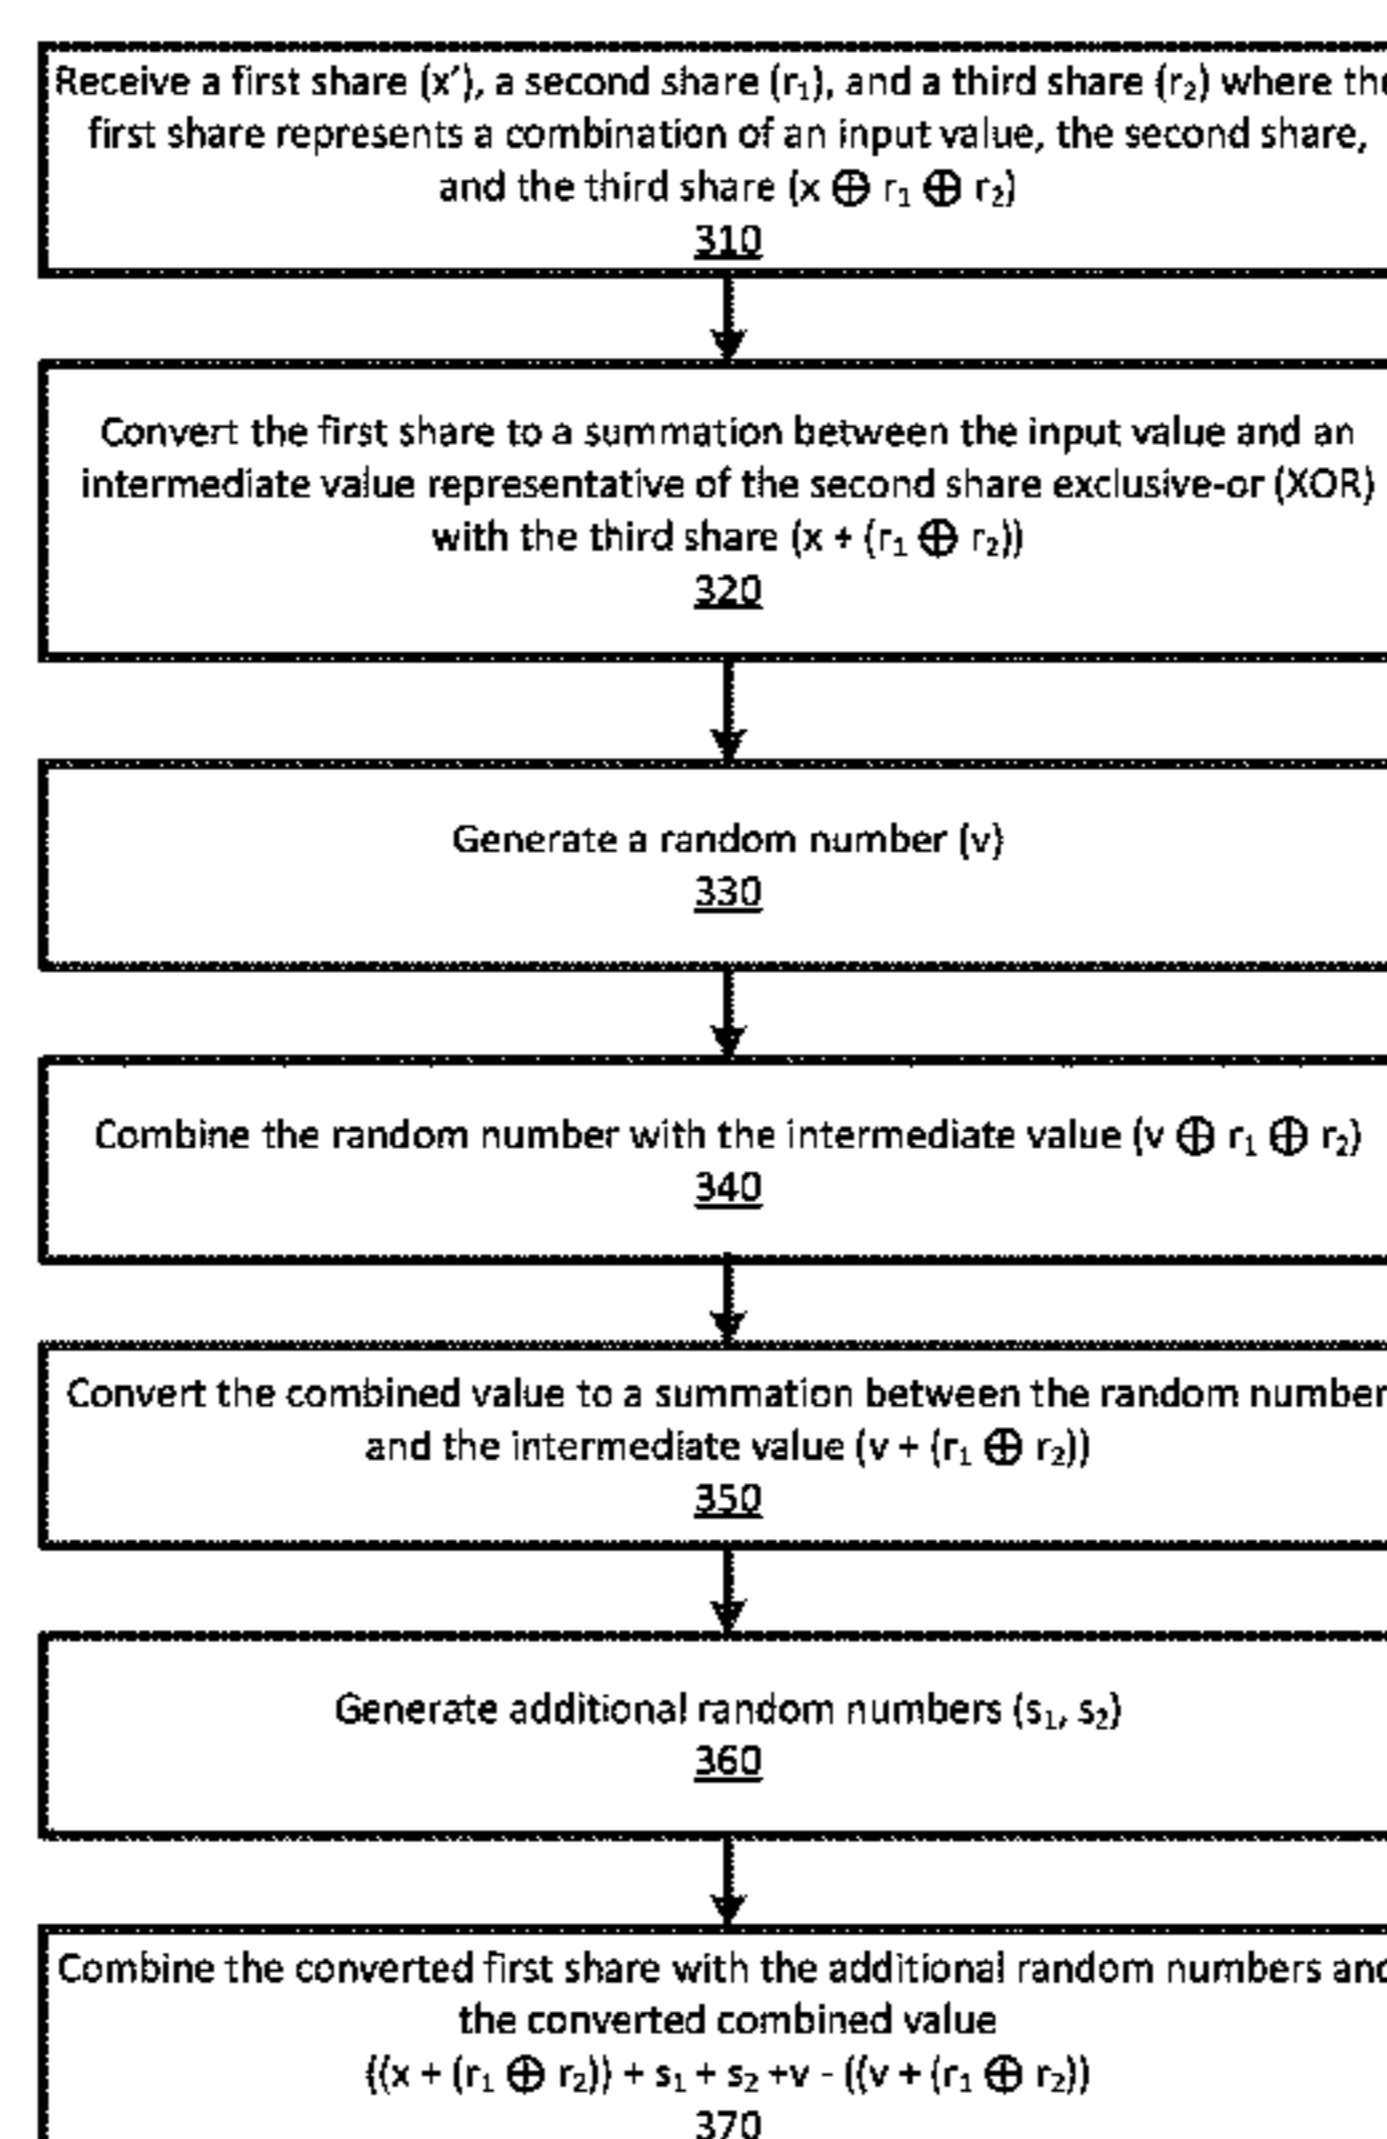 Receive a first share (x′), a second share (r₁), and a third share (r₂) where the
first share represents a combination of an input value, the second share,
and the third share (x ⊕ r₁ ⊕ r₂)
310
Convert the first share to a summation between the input value and an
intermediate value representative of the second share exclusive-or (XOR)
with the third share (x + (r₁ ⊕ r₂))
320
Generate a random number (v)
330
Combine the random number with the intermediate value (v ⊕ r₁ ⊕ r₂)
340
Convert the combined value to a summation between the random number
and the intermediate value (v + (r₁ ⊕ r₂))
350
Generate additional random numbers (s₁, s₂)
360
Combine the converted first share with the additional random numbers and
the converted combined value
((x + (r₁ ⊕ r₂)) + s₁ + s₂ +v - ((v + (r₁ ⊕ r₂))
370